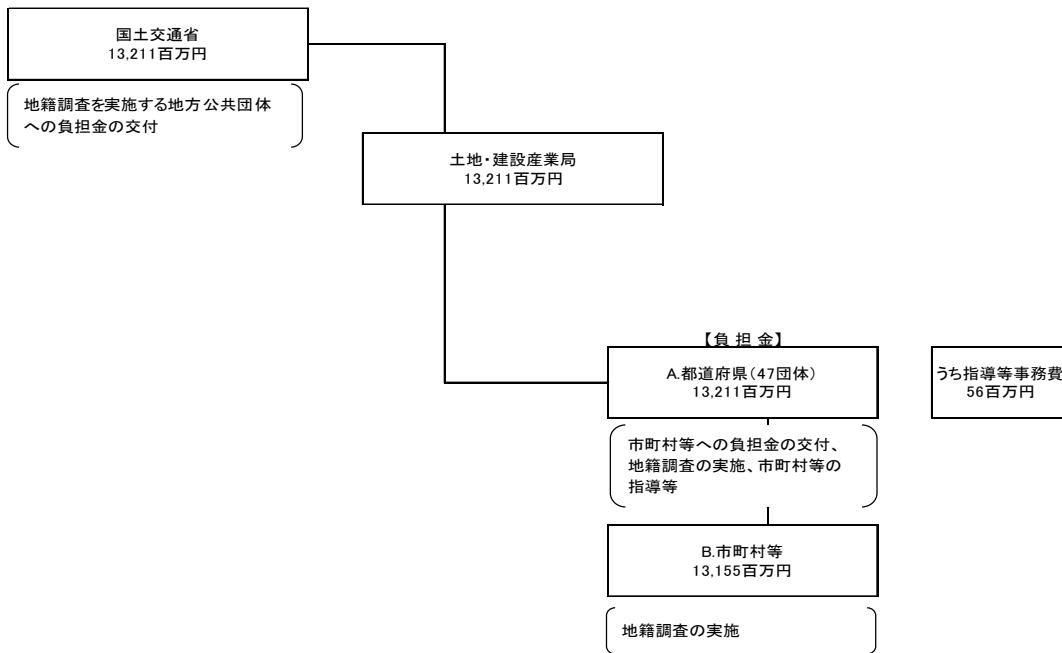 国土交通省
13,211百万円
地籍調査を実施する地方公共団体
への負担金の交付
土地・建設産業局
13,211百万円
【負 担 金】
A.都道府県(47団体)
13,211百万円
うち指導等事務費
56百万円
市町村等への負担金の交付、
地籍調査の実施、市町村等の
指導等
B.市町村等
13,155百万円
地籍調査の実施